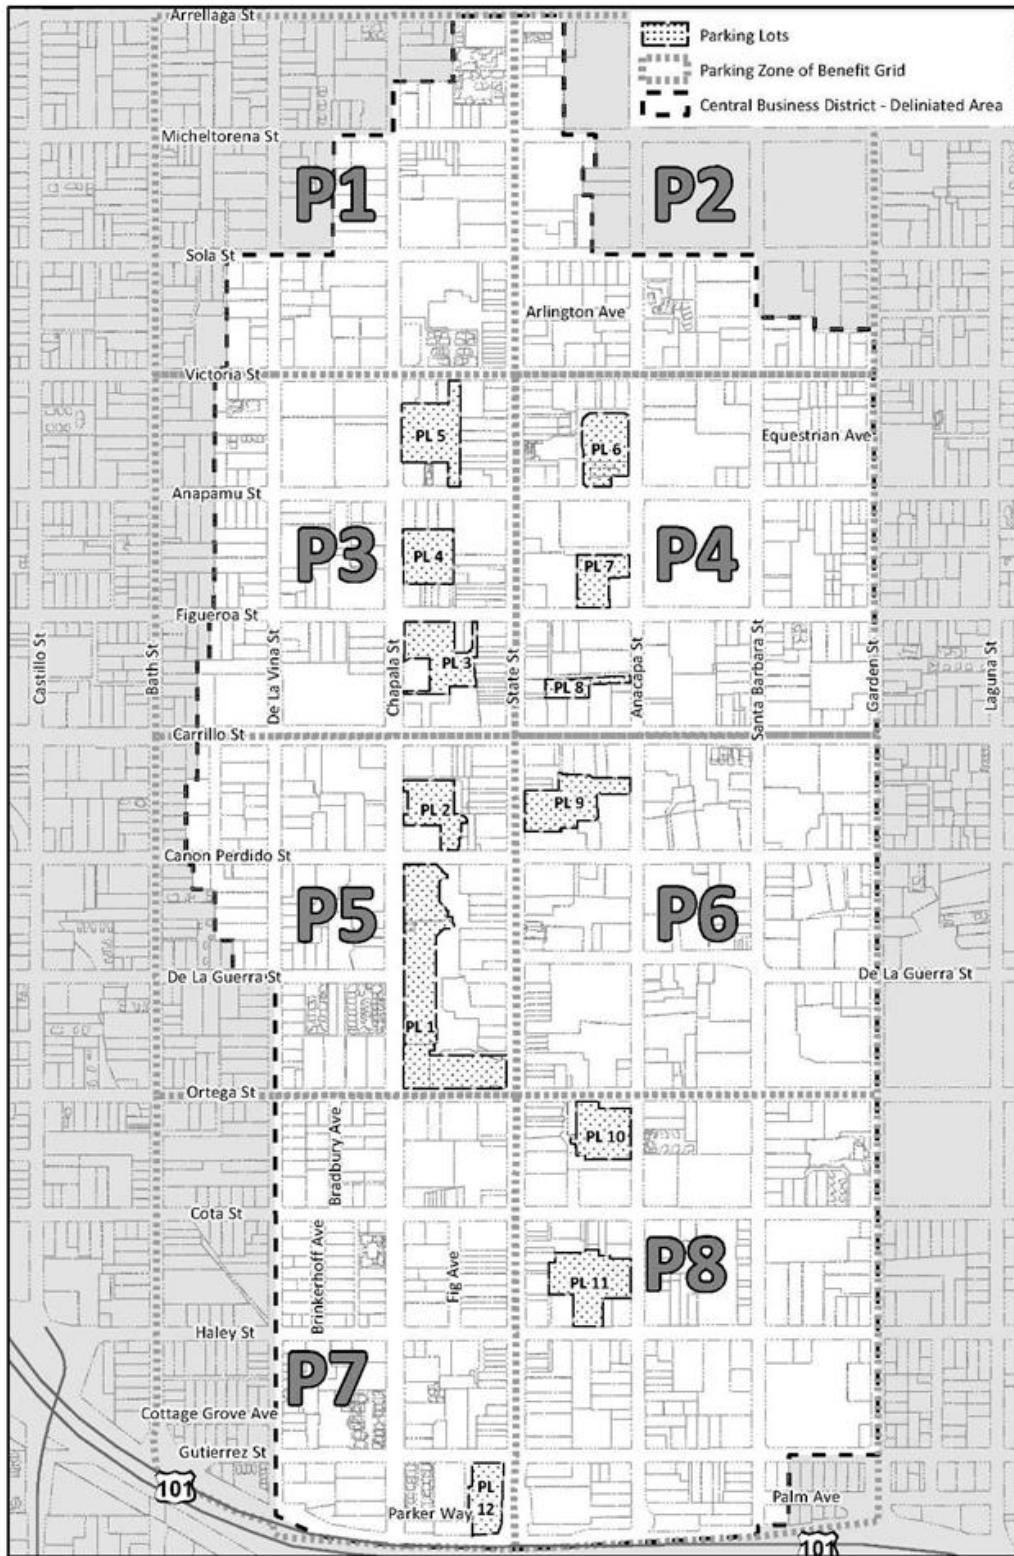 Arrellaga St
Parking Lots
Parking Zone of Benefit Grid
Central Business District - Deliniated Area
Micheltorena St
P1
P2
Sola St
Arlington Ave
Victoria St
PL 5
PL 6
Equestrian Ave
Anapamu St
P3
PL 4
PL 7
P4
Figueroa St
Castillo St
Bath St
De La Vina St
Chapala St
PL 3
State St
PL 8
Anacapa St
Santa Barbara St
Garden St
Laguna St
Carrillo St
PL 2
PL 9
Canon Perdido St
P5
P6
De La Guerra St
De La Guerra St
PL 1
Ortega St
Bradbury Ave
PL 10
Cota St
Brinkerhoff Ave
Fig Ave
PL 11
P8
Haley St
P7
Cottage Grove Ave
Gutierrez St
101
Parker Way
PL
12
Palm Ave
101